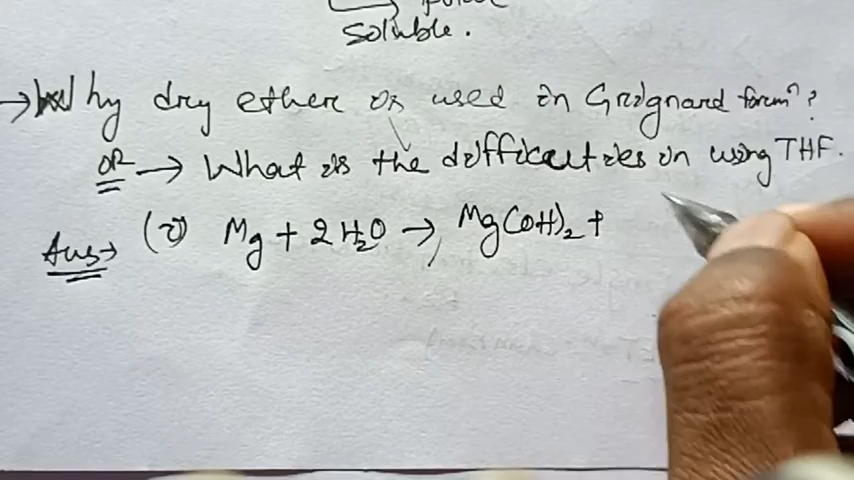 Soluble.
→ Why dry ether is used in Grignard formⁿ?
OR → What is the difficulties in using THF.
Ans→ (i) Mg + 2H₂O → Mg(OH)₂ +